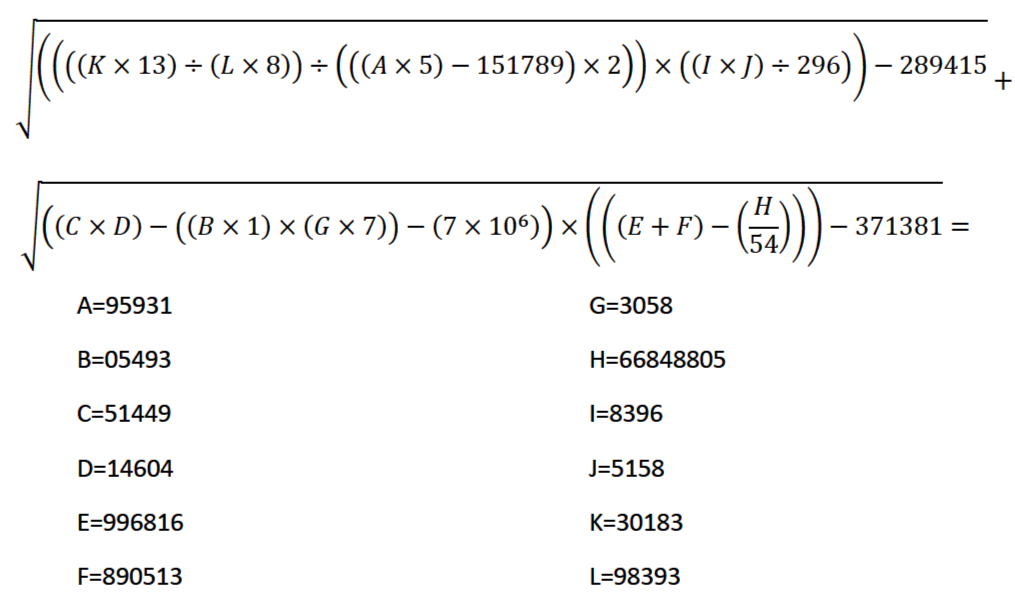 √((((K × 13) ÷ (L × 8)) ÷ (((A × 5) − 151789) × 2)) × ((I × J) ÷ 296)) − 289415 +
√((C × D) − ((B × 1) × (G × 7)) − (7 × 10⁶)) × (((E + F) − (H/54))) − 371381 =
A=95931 G=3058
B=05493 H=66848805
C=51449 I=8396
D=14604 J=5158
E=996816 K=30183
F=890513 L=98393